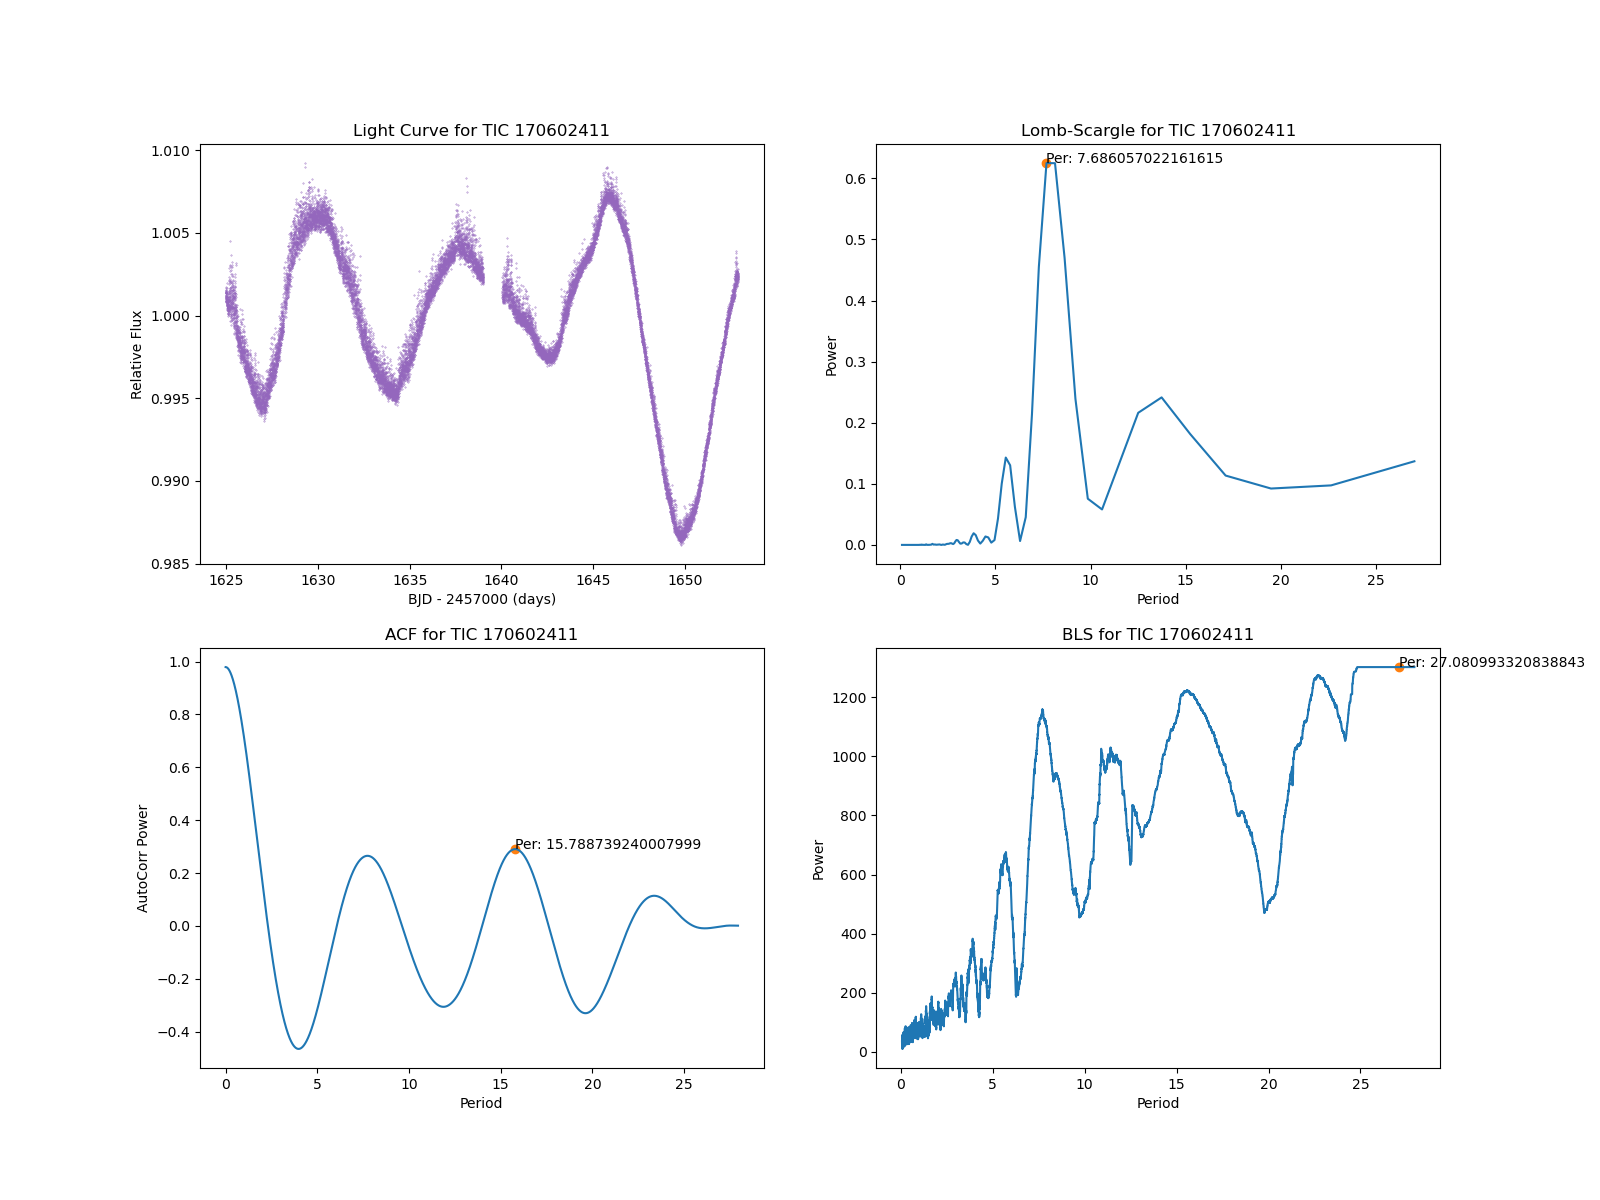 Light Curve for TIC 170602411
1.010
1.005
1.000
0.995
0.990
0.985
Relative Flux
1625 1630 1635 1640 1645 1650
BJD - 2457000 (days)
Lomb-Scargle for TIC 170602411
Per: 7.686057022161615
0.6
0.5
0.4
0.3
0.2
0.1
0.0
Power
0 5 10 15 20 25
Period
ACF for TIC 170602411
1.0
0.8
0.6
0.4
0.2
0.0
−0.2
−0.4
AutoCorr Power
Per: 15.788739240007999
0 5 10 15 20 25
Period
BLS for TIC 170602411
Per: 27.080993320838843
1200
1000
800
600
400
200
0
Power
0 5 10 15 20 25
Period